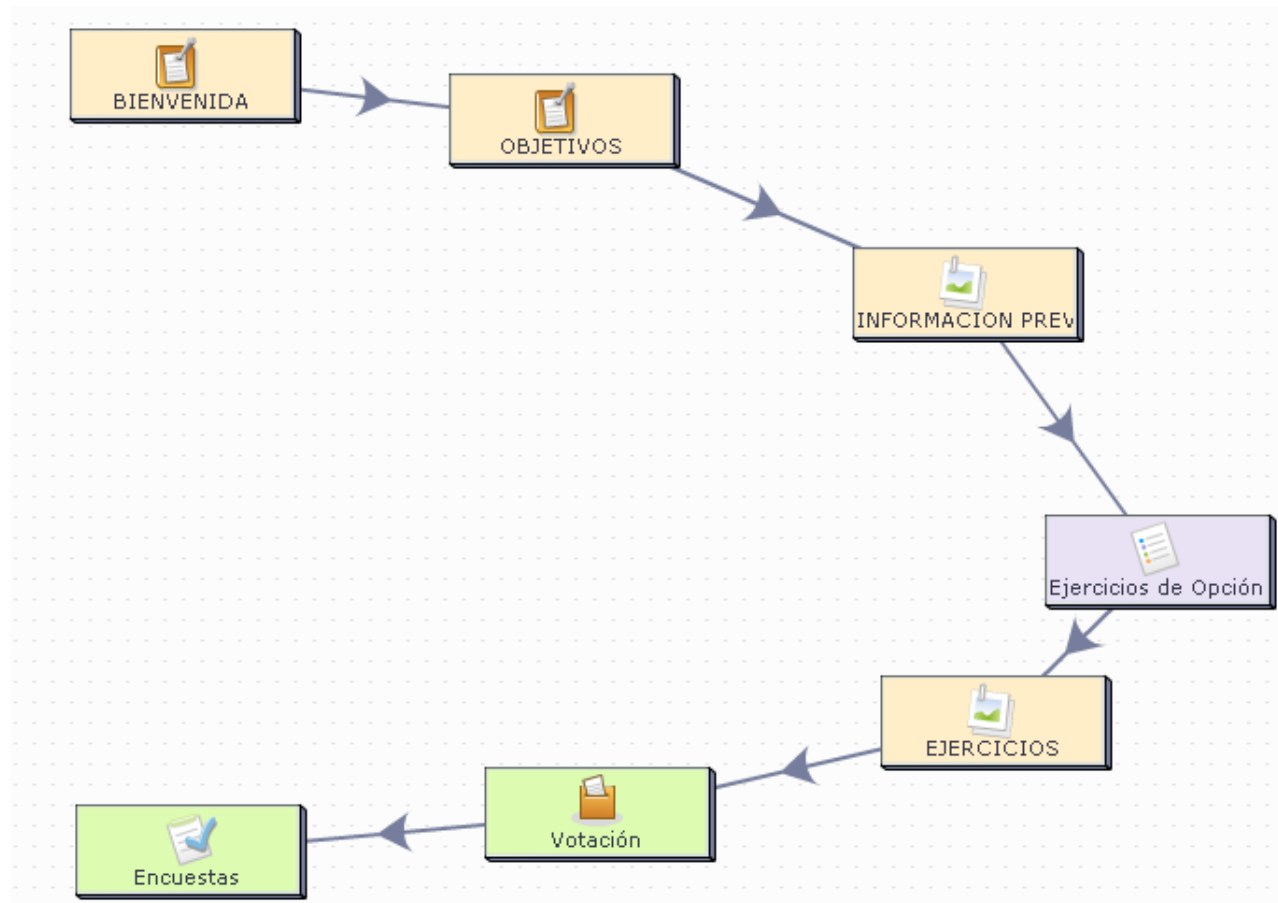 BIENVENIDA
OBJETIVOS
INFORMACION PREV
Ejercicios de Opción
EJERCICIOS
Votación
Encuestas